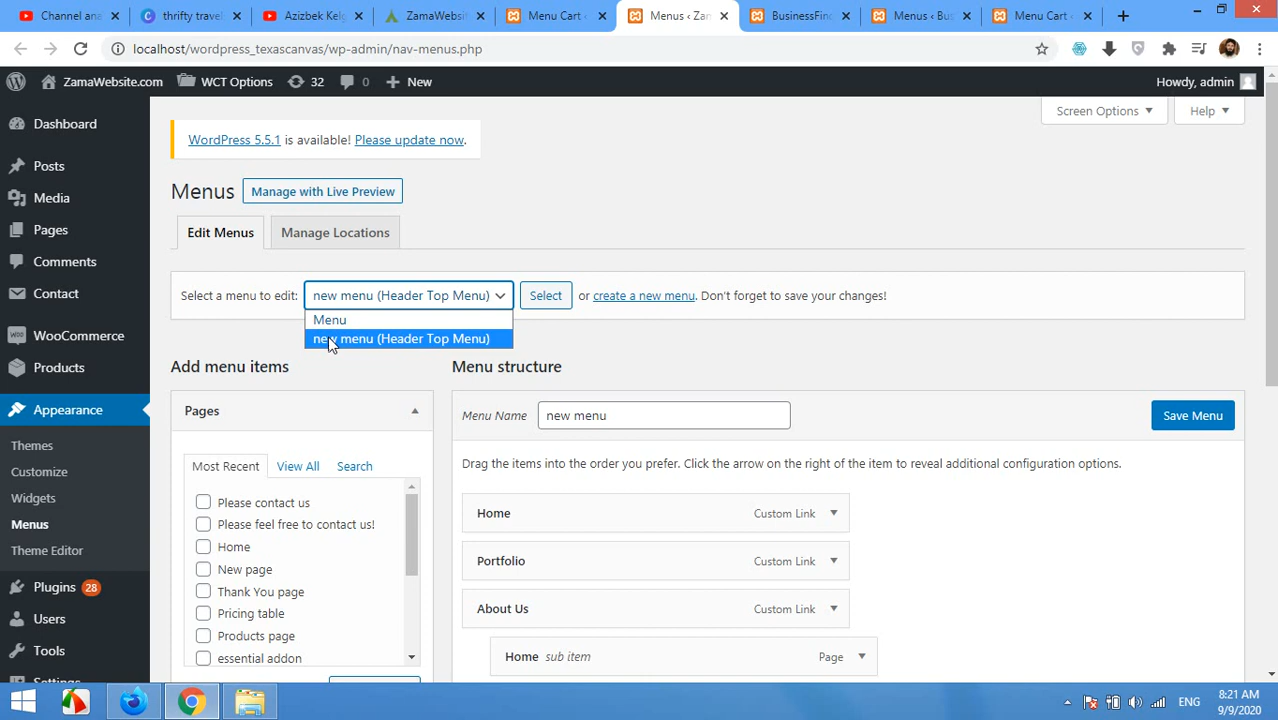 Channel ana
thrifty trave
Azizbek Kelg
ZamaWebsite
Menu Cart ‹
Menus ‹ Zam
BusinessFind
Menus ‹ Bus
Menu Cart ‹
localhost/wordpress_texascanvas/wp-admin/nav-menus.php
ZamaWebsite.com
WCT Options
32
0
New
Howdy, admin
Dashboard
Posts
Media
Pages
Comments
Contact
WooCommerce
Products
Appearance
Themes
Customize
Widgets
Menus
Theme Editor
Plugins 28
Users
Tools
Settings
Screen Options
Help
WordPress 5.5.1 is available! Please update now.
Menus
Manage with Live Preview
Edit Menus
Manage Locations
Select a menu to edit:
new menu (Header Top Menu)
Select
or create a new menu. Don't forget to save your changes!
Menu
new menu (Header Top Menu)
Add menu items
Pages
Most Recent
View All
Search
Please contact us
Please feel free to contact us!
Home
New page
Thank You page
Pricing table
Products page
essential addon
Menu structure
Menu Name
new menu
Save Menu
Drag the items into the order you prefer. Click the arrow on the right of the item to reveal additional configuration options.
Home
Custom Link
Portfolio
Custom Link
About Us
Custom Link
Home sub item
Page
ENG
8:21 AM
9/9/2020